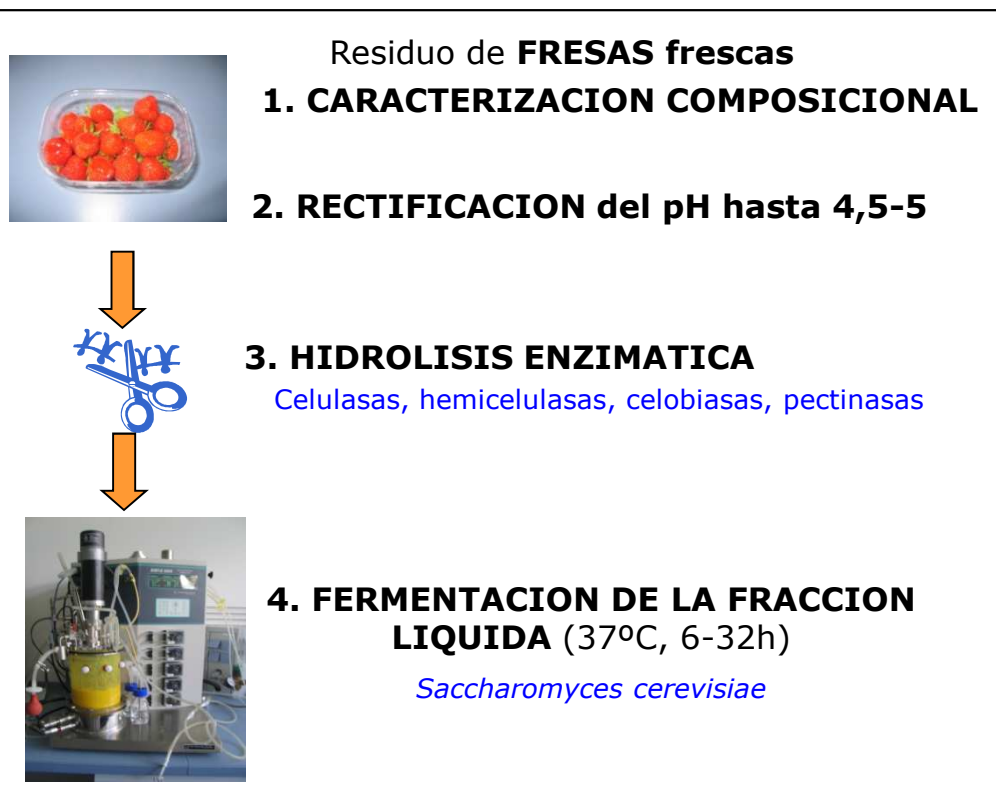 Residuo de FRESAS frescas
1. CARACTERIZACION COMPOSICIONAL
2. RECTIFICACION del pH hasta 4,5-5
3. HIDROLISIS ENZIMATICA
Celulasas, hemicelulasas, celobiasas, pectinasas
4. FERMENTACION DE LA FRACCION
LIQUIDA (37ºC, 6-32h)
Saccharomyces cerevisiae